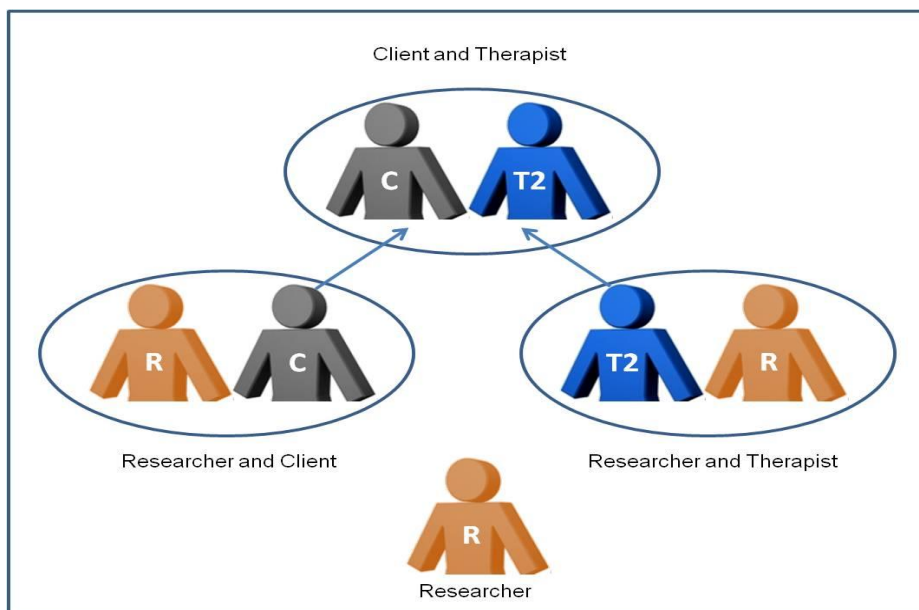 Client and Therapist
C
T2
R
C
T2
R
Researcher and Client
Researcher and Therapist
R
Researcher